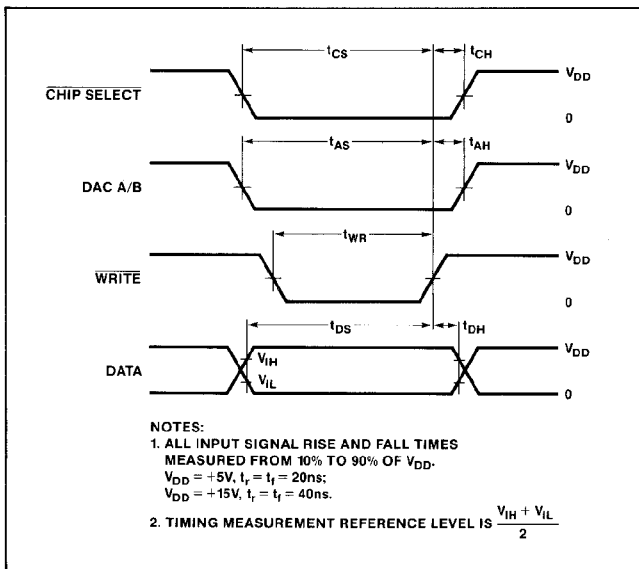 tCS
tCH
CHIP SELECT
VDD
0
tAS
tAH
DAC A/B
VDD
0
tWR
WRITE
VDD
0
tDS
tDH
DATA
VIH
VIL
VDD
0
NOTES:
1. ALL INPUT SIGNAL RISE AND FALL TIMES
MEASURED FROM 10% TO 90% OF VDD.
VDD = +5V, tr = tf = 20ns;
VDD = +15V, tr = tf = 40ns.
2. TIMING MEASUREMENT REFERENCE LEVEL IS (VIH + VIL)/2